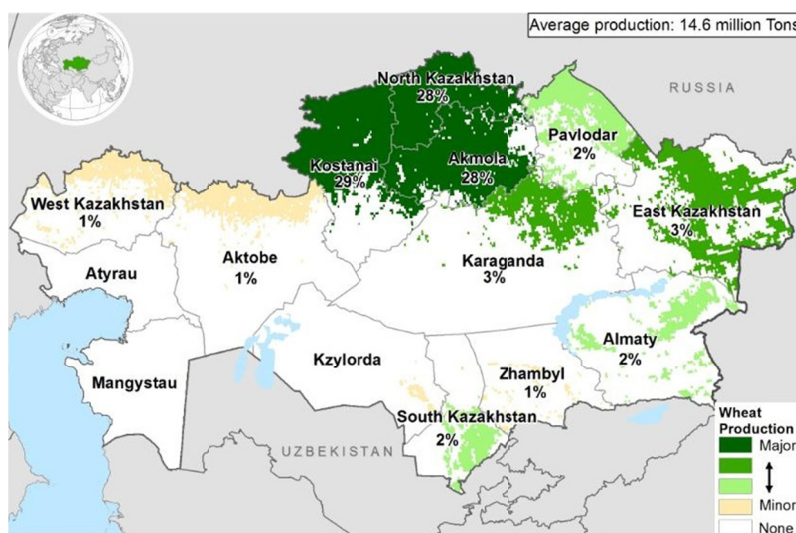 Average production: 14.6 million Tons
RUSSIA
North Kazakhstan
28%
Pavlodar
2%
Kostanai
29%
Akmola
28%
West Kazakhstan
1%
East Kazakhstan
3%
Aktobe
1%
Karaganda
3%
Atyrau
Almaty
2%
Kzylorda
Zhambyl
1%
Mangystau
South Kazakhstan
2%
UZBEKISTAN
Wheat
Production
Major
Minor
None